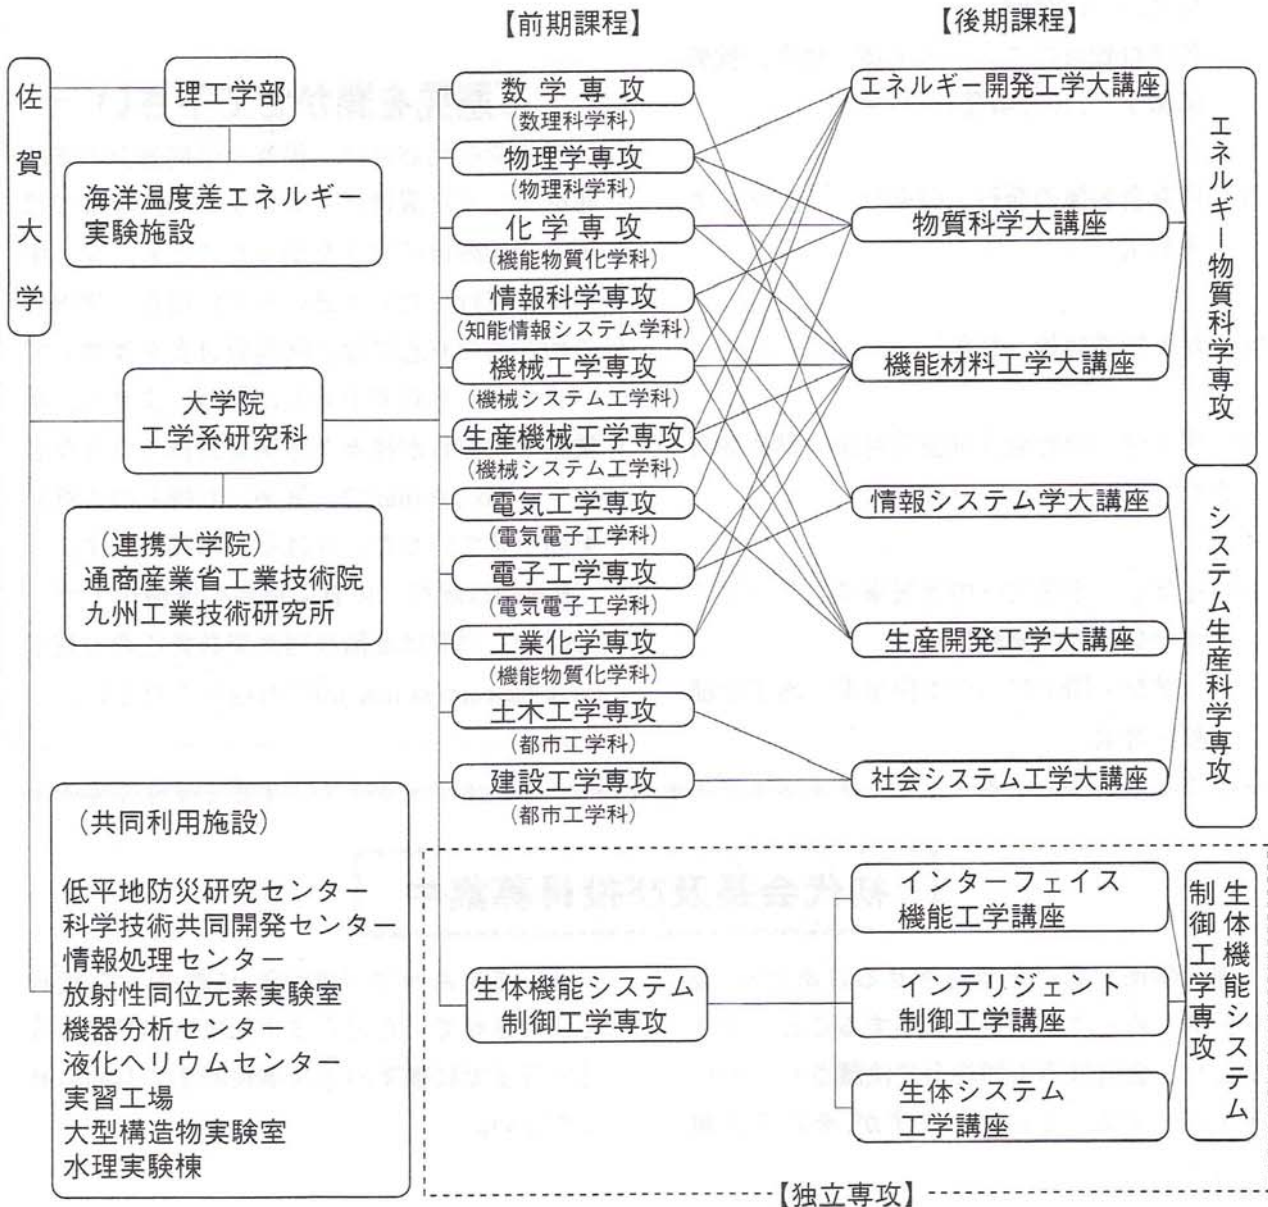 【前期課程】
【後期課程】
佐賀大学
理工学部
海洋温度差エネルギー
実験施設
大学院
工学系研究科
（連携大学院）
通商産業省工業技術院
九州工業技術研究所
（共同利用施設）
低平地防災研究センター
科学技術共同開発センター
情報処理センター
放射性同位元素実験室
機器分析センター
液化ヘリウムセンター
実習工場
大型構造物実験室
水理実験棟
数学専攻
（数理科学科）
物理学専攻
（物理科学科）
化学専攻
（機能物質化学科）
情報科学専攻
（知能情報システム学科）
機械工学専攻
（機械システム工学科）
生産機械工学専攻
（機械システム工学科）
電気工学専攻
（電気電子工学科）
電子工学専攻
（電気電子工学科）
工業化学専攻
（機能物質化学科）
土木工学専攻
（都市工学科）
建設工学専攻
（都市工学科）
生体機能システム
制御工学専攻
エネルギー開発工学大講座
物質科学大講座
機能材料工学大講座
情報システム学大講座
生産開発工学大講座
社会システム工学大講座
インターフェイス
機能工学講座
インテリジェント
制御工学講座
生体システム
工学講座
エネルギー物質科学専攻
システム生産科学専攻
生体機能システム
制御工学専攻
【独立専攻】